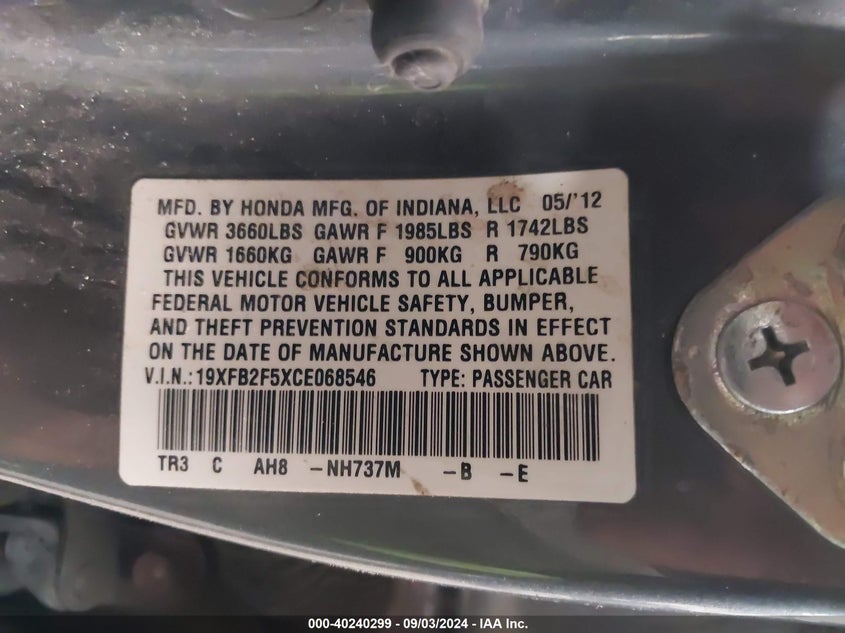 MFD. BY HONDA MFG. OF INDIANA, LLC 05/'12
GVWR 3660LBS GAWR F 1985LBS R 1742LBS
GVWR 1660KG GAWR F 900KG R 790KG
THIS VEHICLE CONFORMS TO ALL APPLICABLE
FEDERAL MOTOR VEHICLE SAFETY, BUMPER,
AND THEFT PREVENTION STANDARDS IN EFFECT
ON THE DATE OF MANUFACTURE SHOWN ABOVE.
V.I.N.:19XFB2F5XCE068546 TYPE: PASSENGER CAR
TR3 C AH8 -NH737M -B -E
000-40240299 - 09/03/2024 - IAAI Inc.